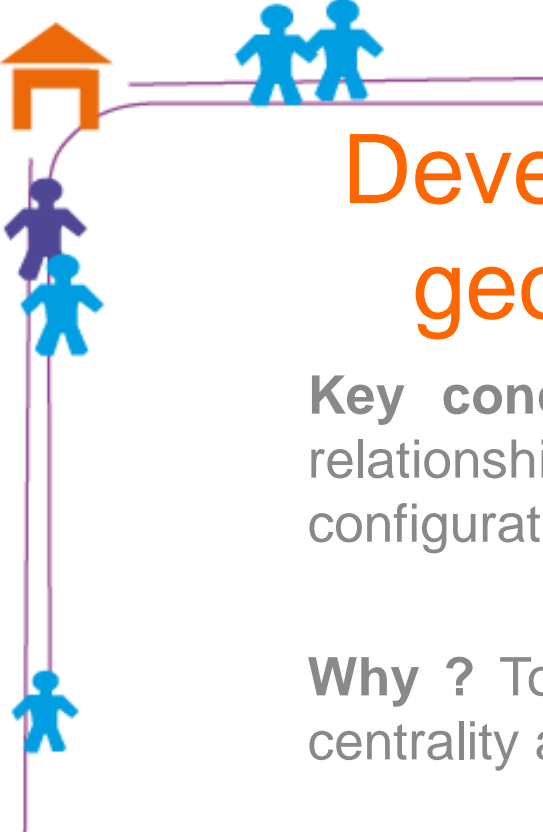 Deve
geo
Key conc
relationshi
configurat
Why ? To
centrality a